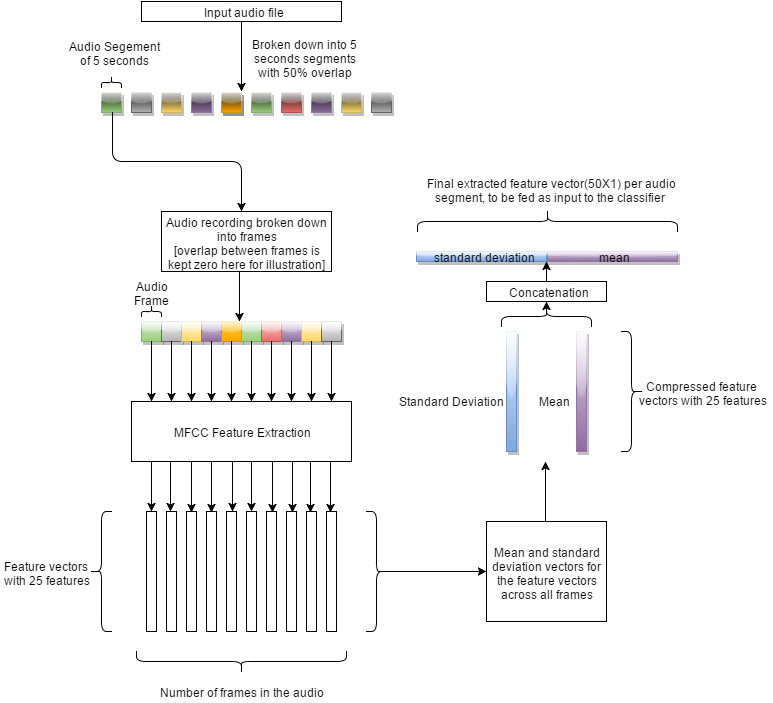 Input audio file
Audio Segement
of 5 seconds
Broken down into 5
seconds segments
with 50% overlap
Audio recording broken down
into frames
[overlap between frames is
kept zero here for illustration]
Audio
Frame
MFCC Feature Extraction
Feature vectors
with 25 features
Number of frames in the audio
Mean and standard
deviation vectors for
the feature vectors
across all frames
Standard Deviation
Mean
Compressed feature
vectors with 25 features
Concatenation
standard deviation
mean
Final extracted feature vector(50X1) per audio
segment, to be fed as input to the classifier